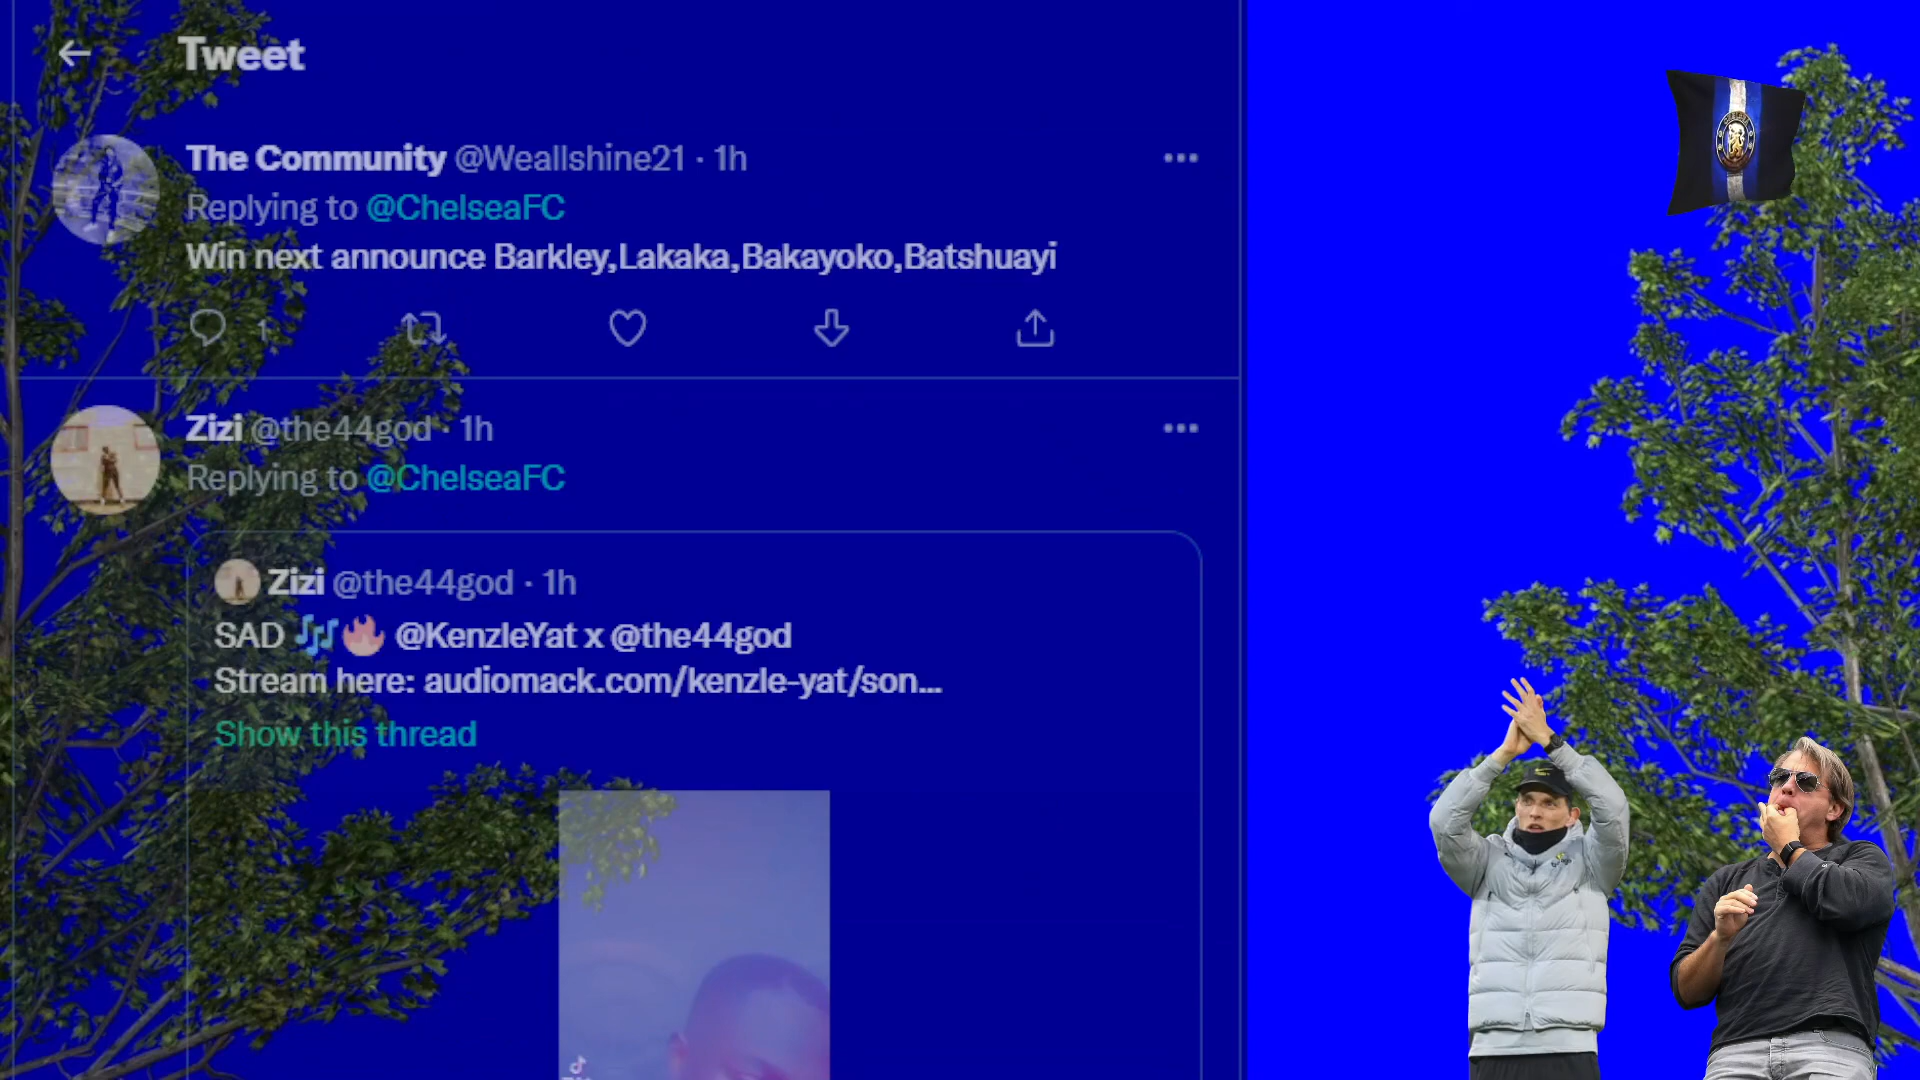 Tweet
The Community @Weallshine21 · 1h
Replying to @ChelseaFC
Win next announce Barkley,Lakaka,Bakayoko,Batshuayi
1
Zizi @the44god · 1h
Replying to @ChelseaFC
Zizi @the44god · 1h
SAD 🎶🔥 @KenzleYat x @the44god
Stream here: audiomack.com/kenzle-yat/son...
Show this thread